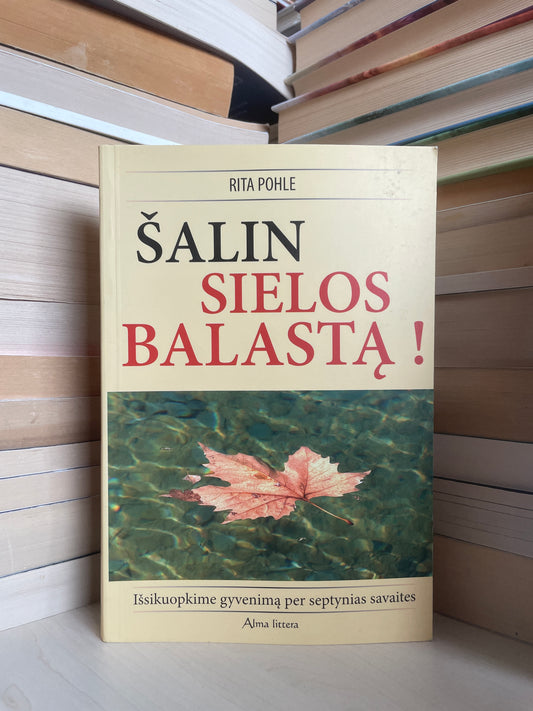 RITA POHLE
ŠALIN
SIELOS
BALASTĄ !
Išsikuopkime gyvenimą per septynias savaites
Alma littera